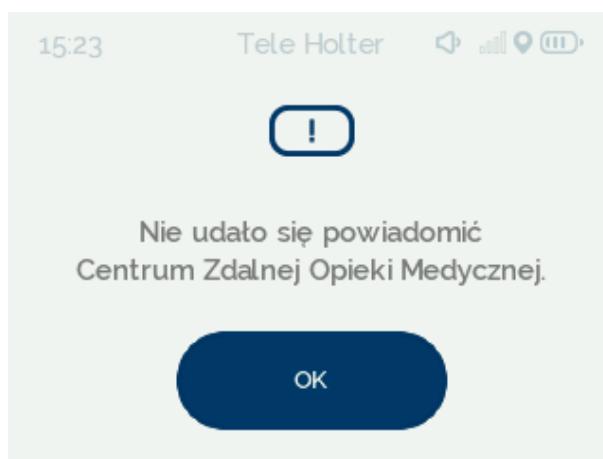 15:23 Tele Holter
!
Nie udało się powiadomić
Centrum Zdalnej Opieki Medycznej.
OK